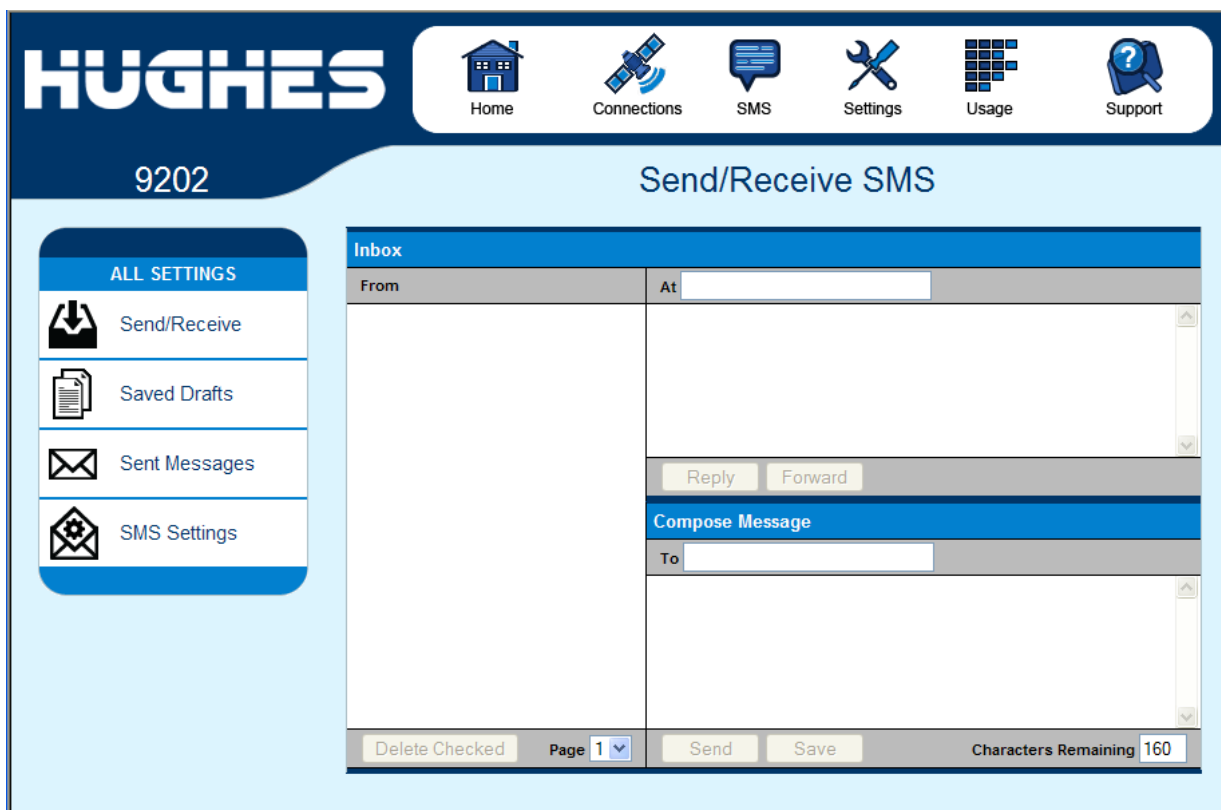 HUGHES
Home Connections SMS Settings Usage Support
9202
Send/Receive SMS
ALL SETTINGS
Send/Receive
Saved Drafts
Sent Messages
SMS Settings
Inbox
From
At
Reply Forward
Compose Message
To
Delete Checked Page 1
Send Save Characters Remaining 160